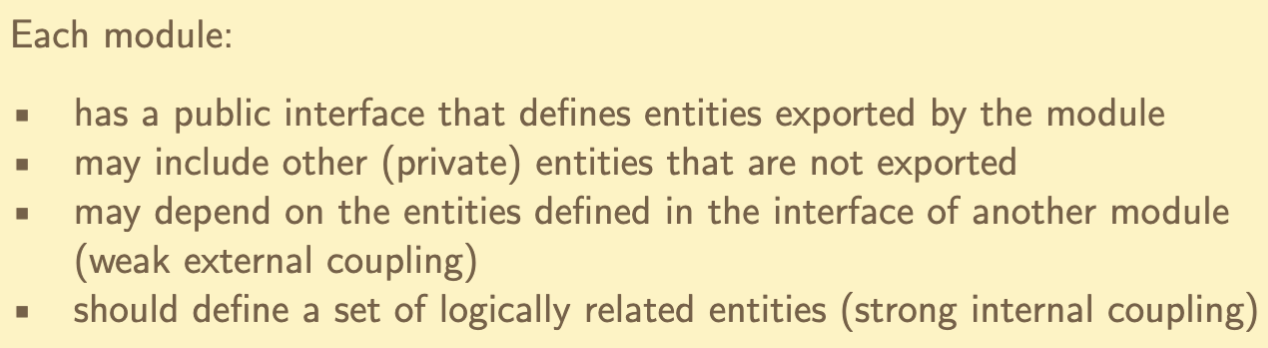 Each module:
▪ has a public interface that defines entities exported by the module
▪ may include other (private) entities that are not exported
▪ may depend on the entities defined in the interface of another module
(weak external coupling)
▪ should define a set of logically related entities (strong internal coupling)